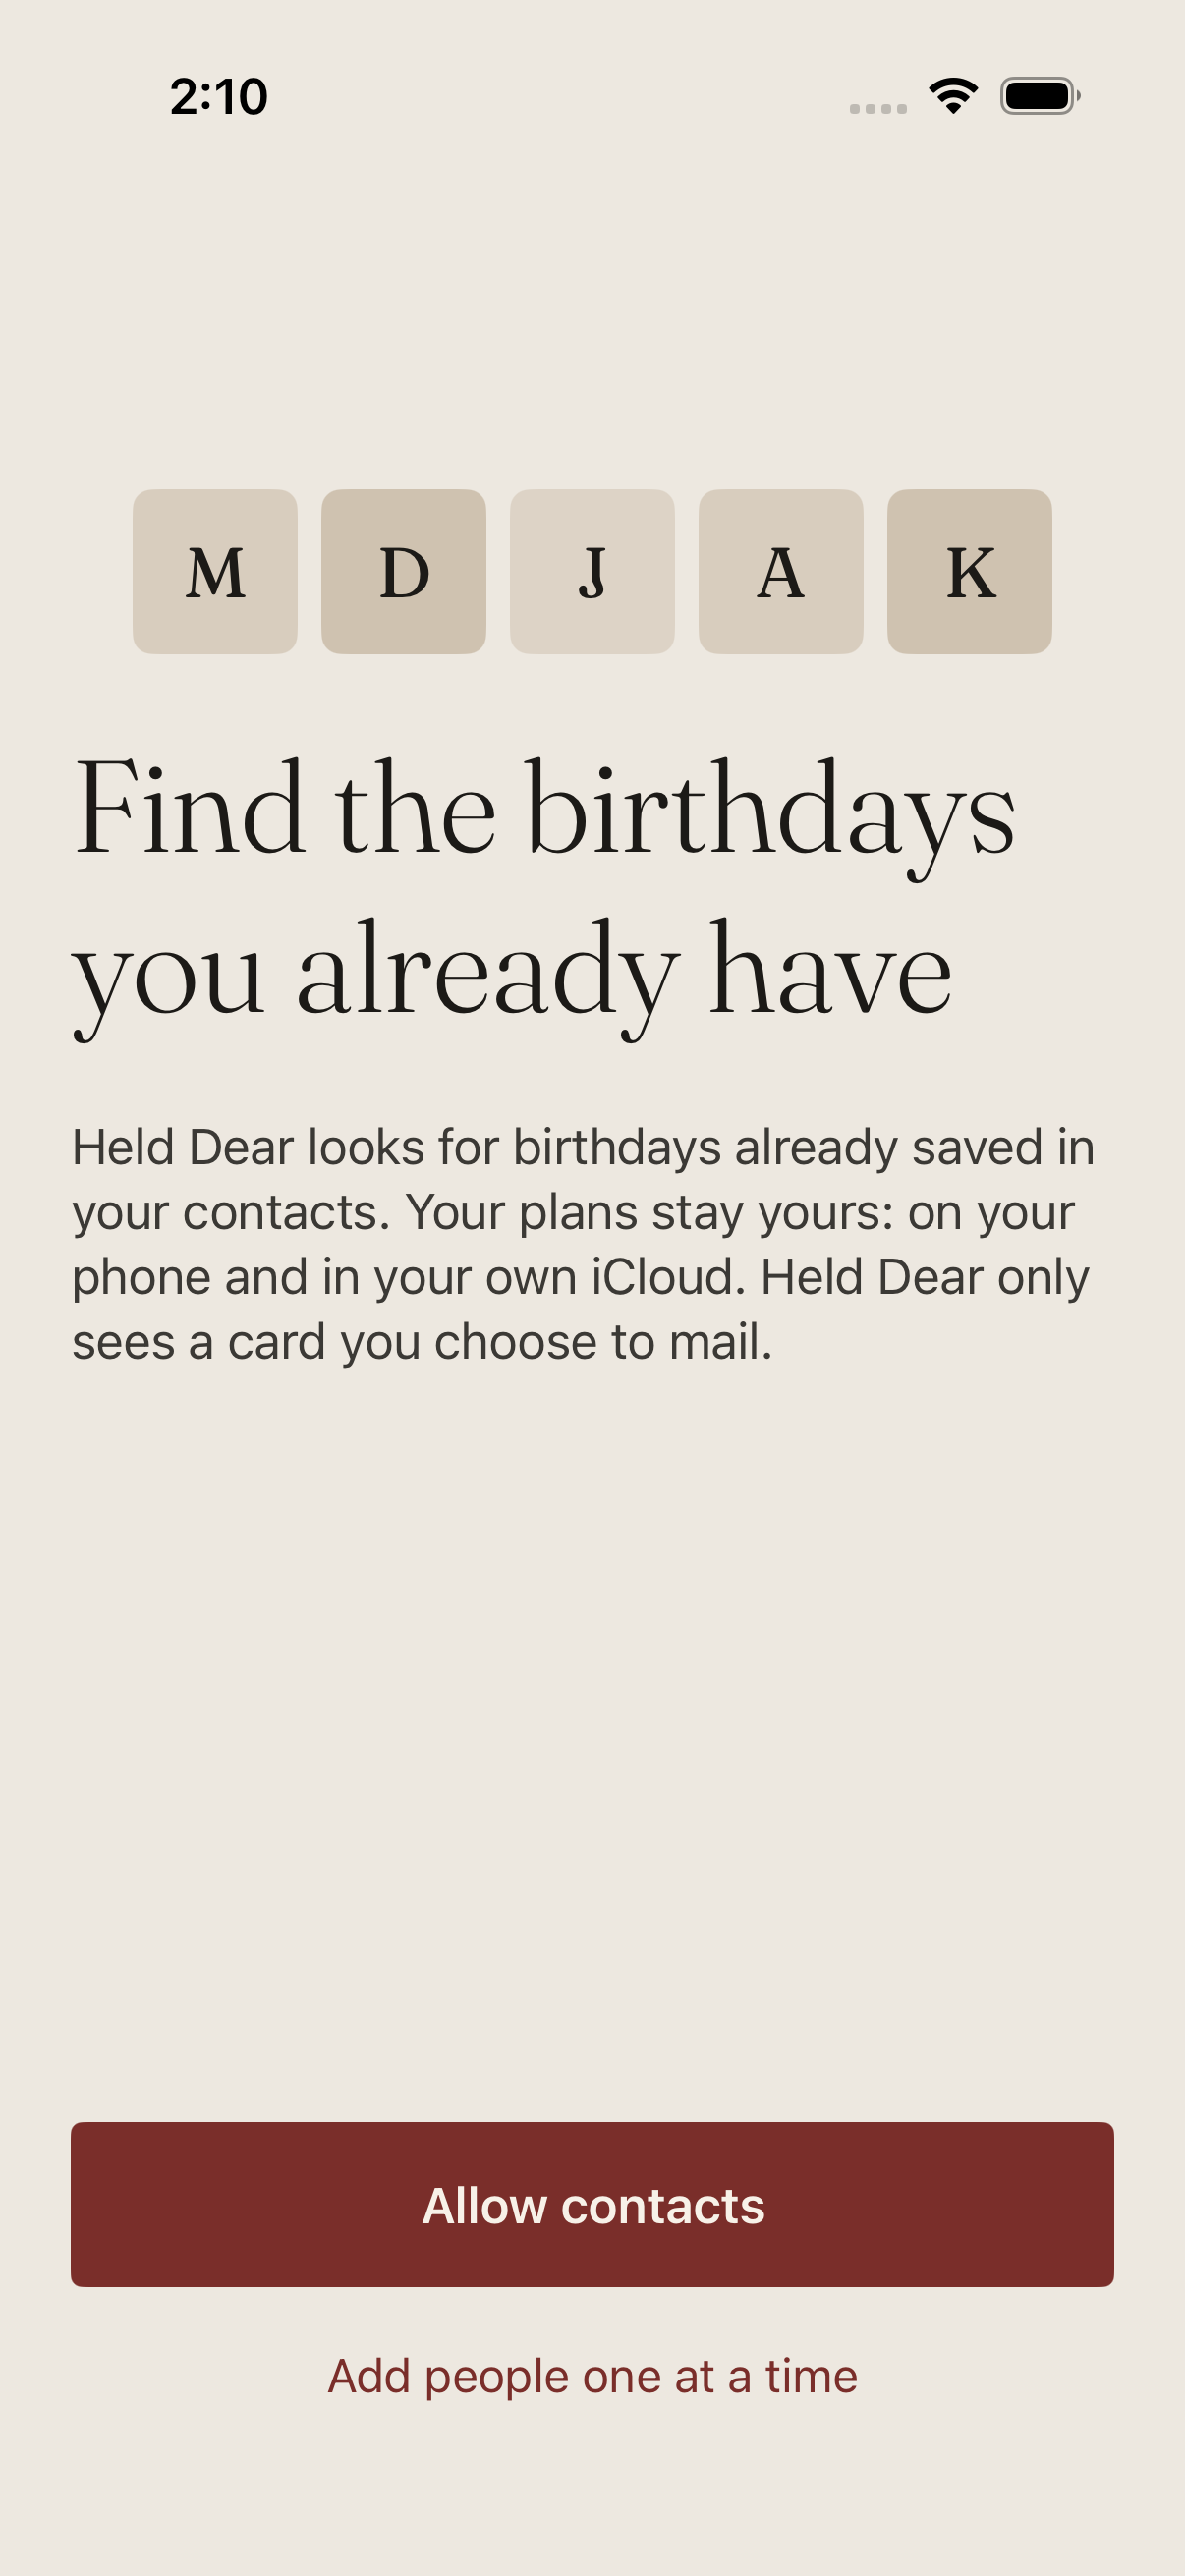 2:10
M D J A K
Find the birthdays
you already have
Held Dear looks for birthdays already saved in
your contacts. Your plans stay yours: on your
phone and in your own iCloud. Held Dear only
sees a card you choose to mail.
Allow contacts
Add people one at a time